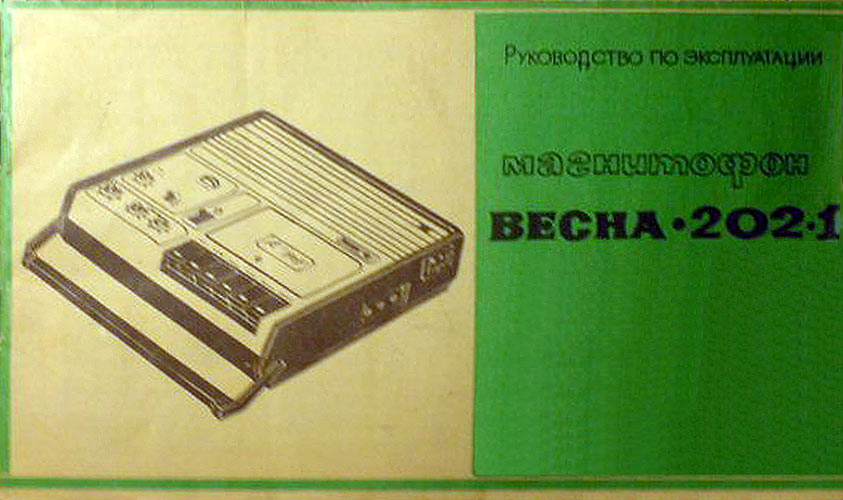 Руководство по эксплуатации
магнитофон
ВЕСНА·202·1